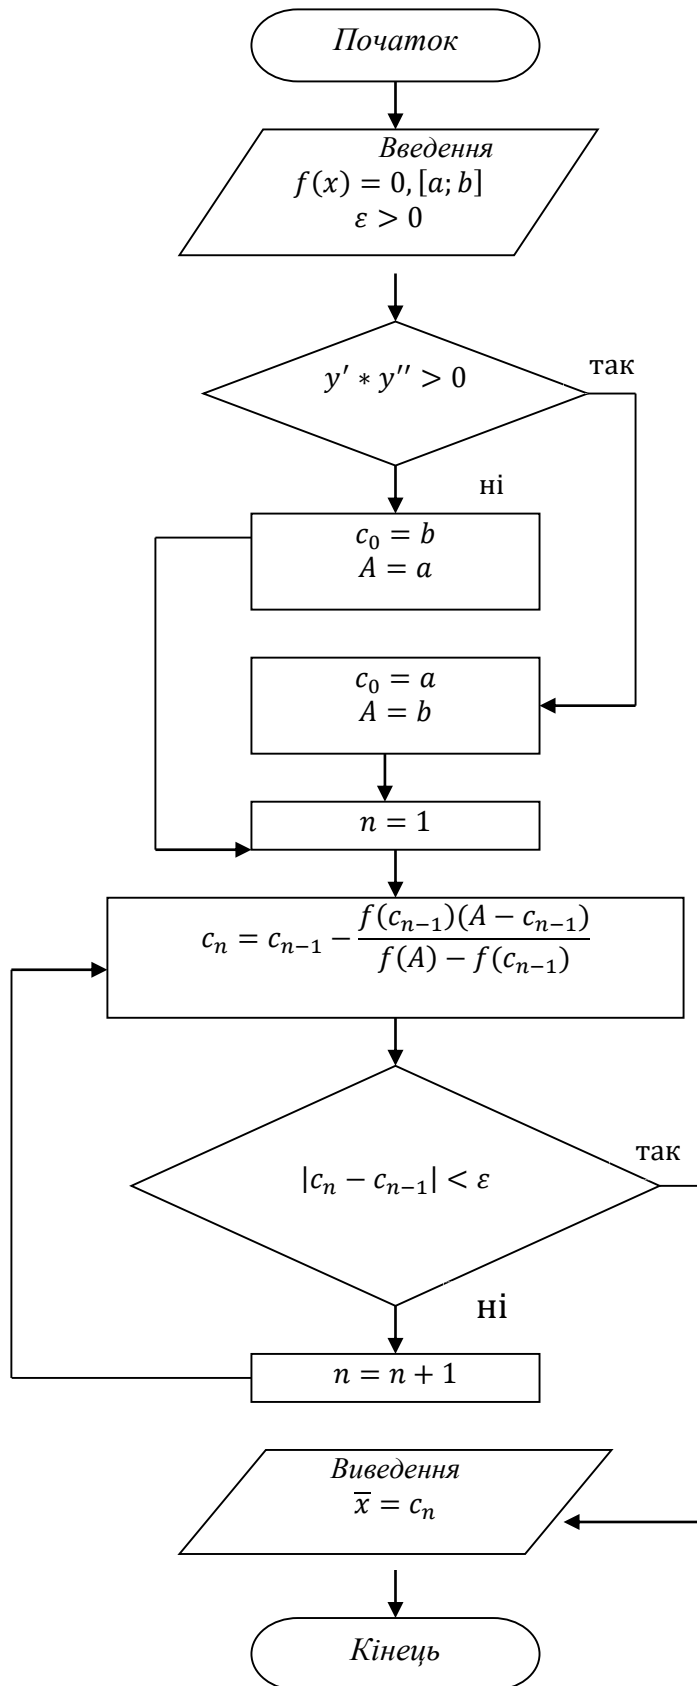 Початок
Введення
f(x) = 0, [a; b]
ε > 0
y′ * y″ > 0
так
ні
c₀ = b
A = a
c₀ = a
A = b
n = 1
cₙ = cₙ₋₁ − f(cₙ₋₁)(A − cₙ₋₁) / f(A) − f(cₙ₋₁)
так
|cₙ − cₙ₋₁| < ε
ні
n = n + 1
Виведення
x̅ = cₙ
Кінець